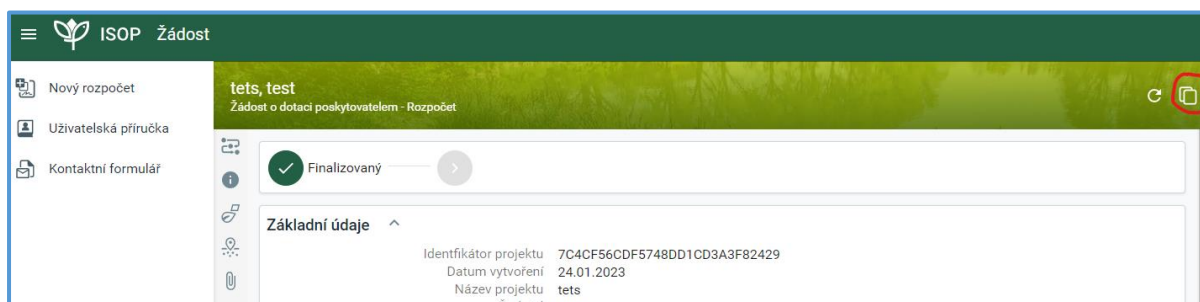 ISOP Žádost
Nový rozpočet
Uživatelská příručka
Kontaktní formulář
tets, test
Žádost o dotaci poskytovatelem - Rozpočet
Finalizovaný
Základní údaje
Identfikátor projektu 7C4CF56CDF5748DD1CD3A3F82429
Datum vytvoření 24.01.2023
Název projektu tets